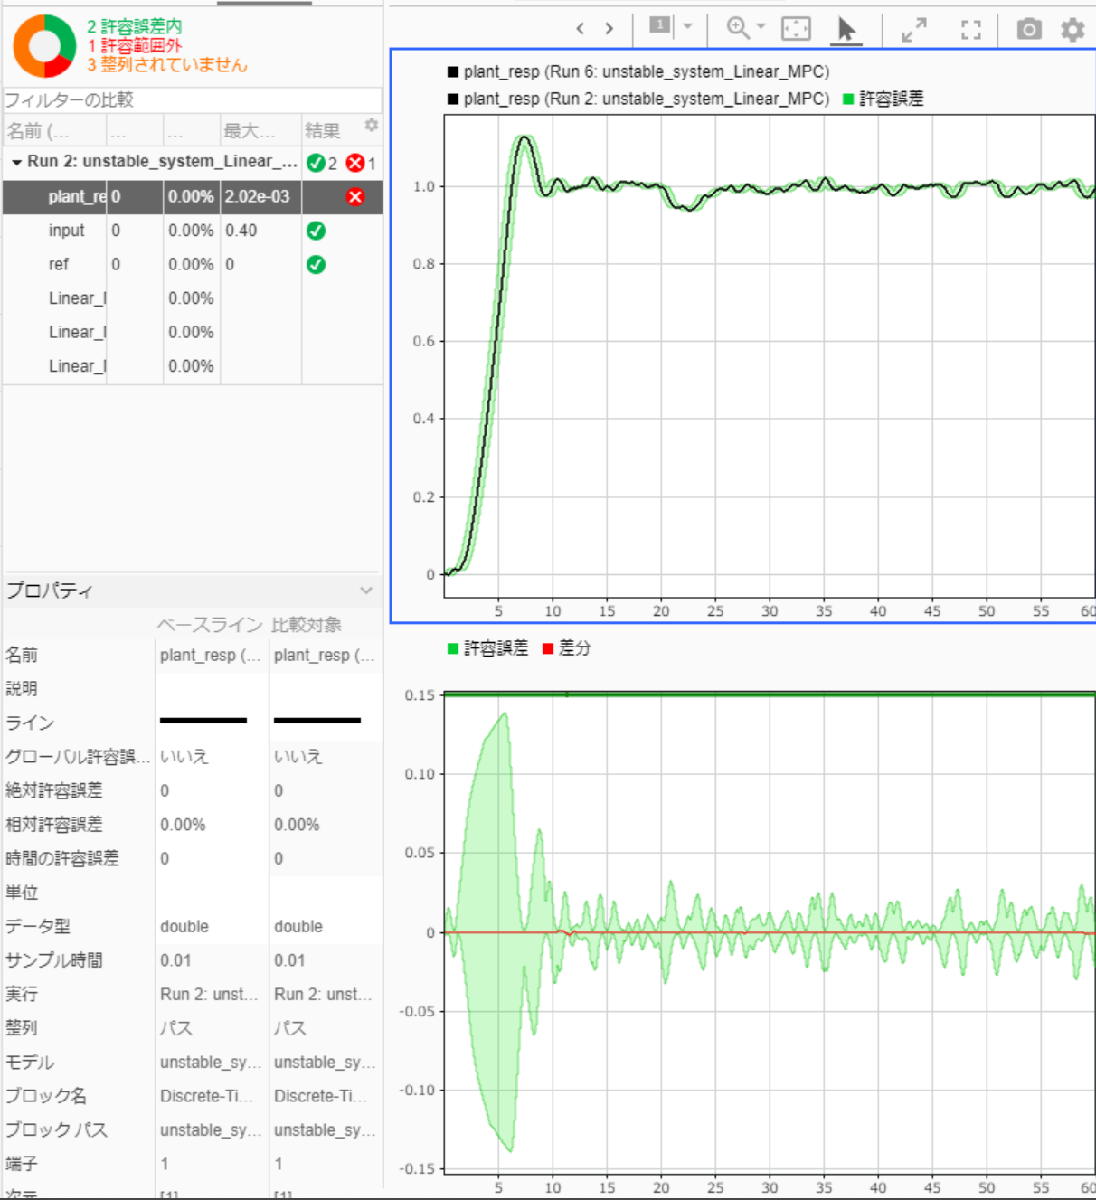 2 許容誤差内
1 許容範囲外
3 整列されていません
フィルターの比較
名前 (... ... ... 最大... 結果
Run 2: unstable_system_Linear_... 2 1
plant_re 0 0.00% 2.02e-03
input 0 0.00% 0.40
ref 0 0.00% 0
Linear_I 0.00%
Linear_I 0.00%
Linear_I 0.00%
プロパティ
ベースライン 比較対象
名前 plant_resp (... plant_resp (...
説明
ライン
グローバル許容誤... いいえ いいえ
絶対許容誤差 0 0
相対許容誤差 0.00% 0.00%
時間の許容誤差 0 0
単位
データ型 double double
サンプル時間 0.01 0.01
実行 Run 2: unst... Run 2: unst...
整列 パス パス
モデル unstable_sy... unstable_sy...
ブロック名 Discrete-Ti... Discrete-Ti...
ブロック パス unstable_sy... unstable_sy...
端子 1 1
次元 [1] [1]
1
plant_resp (Run 6: unstable_system_Linear_MPC)
plant_resp (Run 2: unstable_system_Linear_MPC) 許容誤差
1.0
0.8
0.6
0.4
0.2
0
5 10 15 20 25 30 35 40 45 50 55 60
許容誤差 差分
0.15
0.10
0.05
0
-0.05
-0.10
-0.15
5 10 15 20 25 30 35 40 45 50 55 60